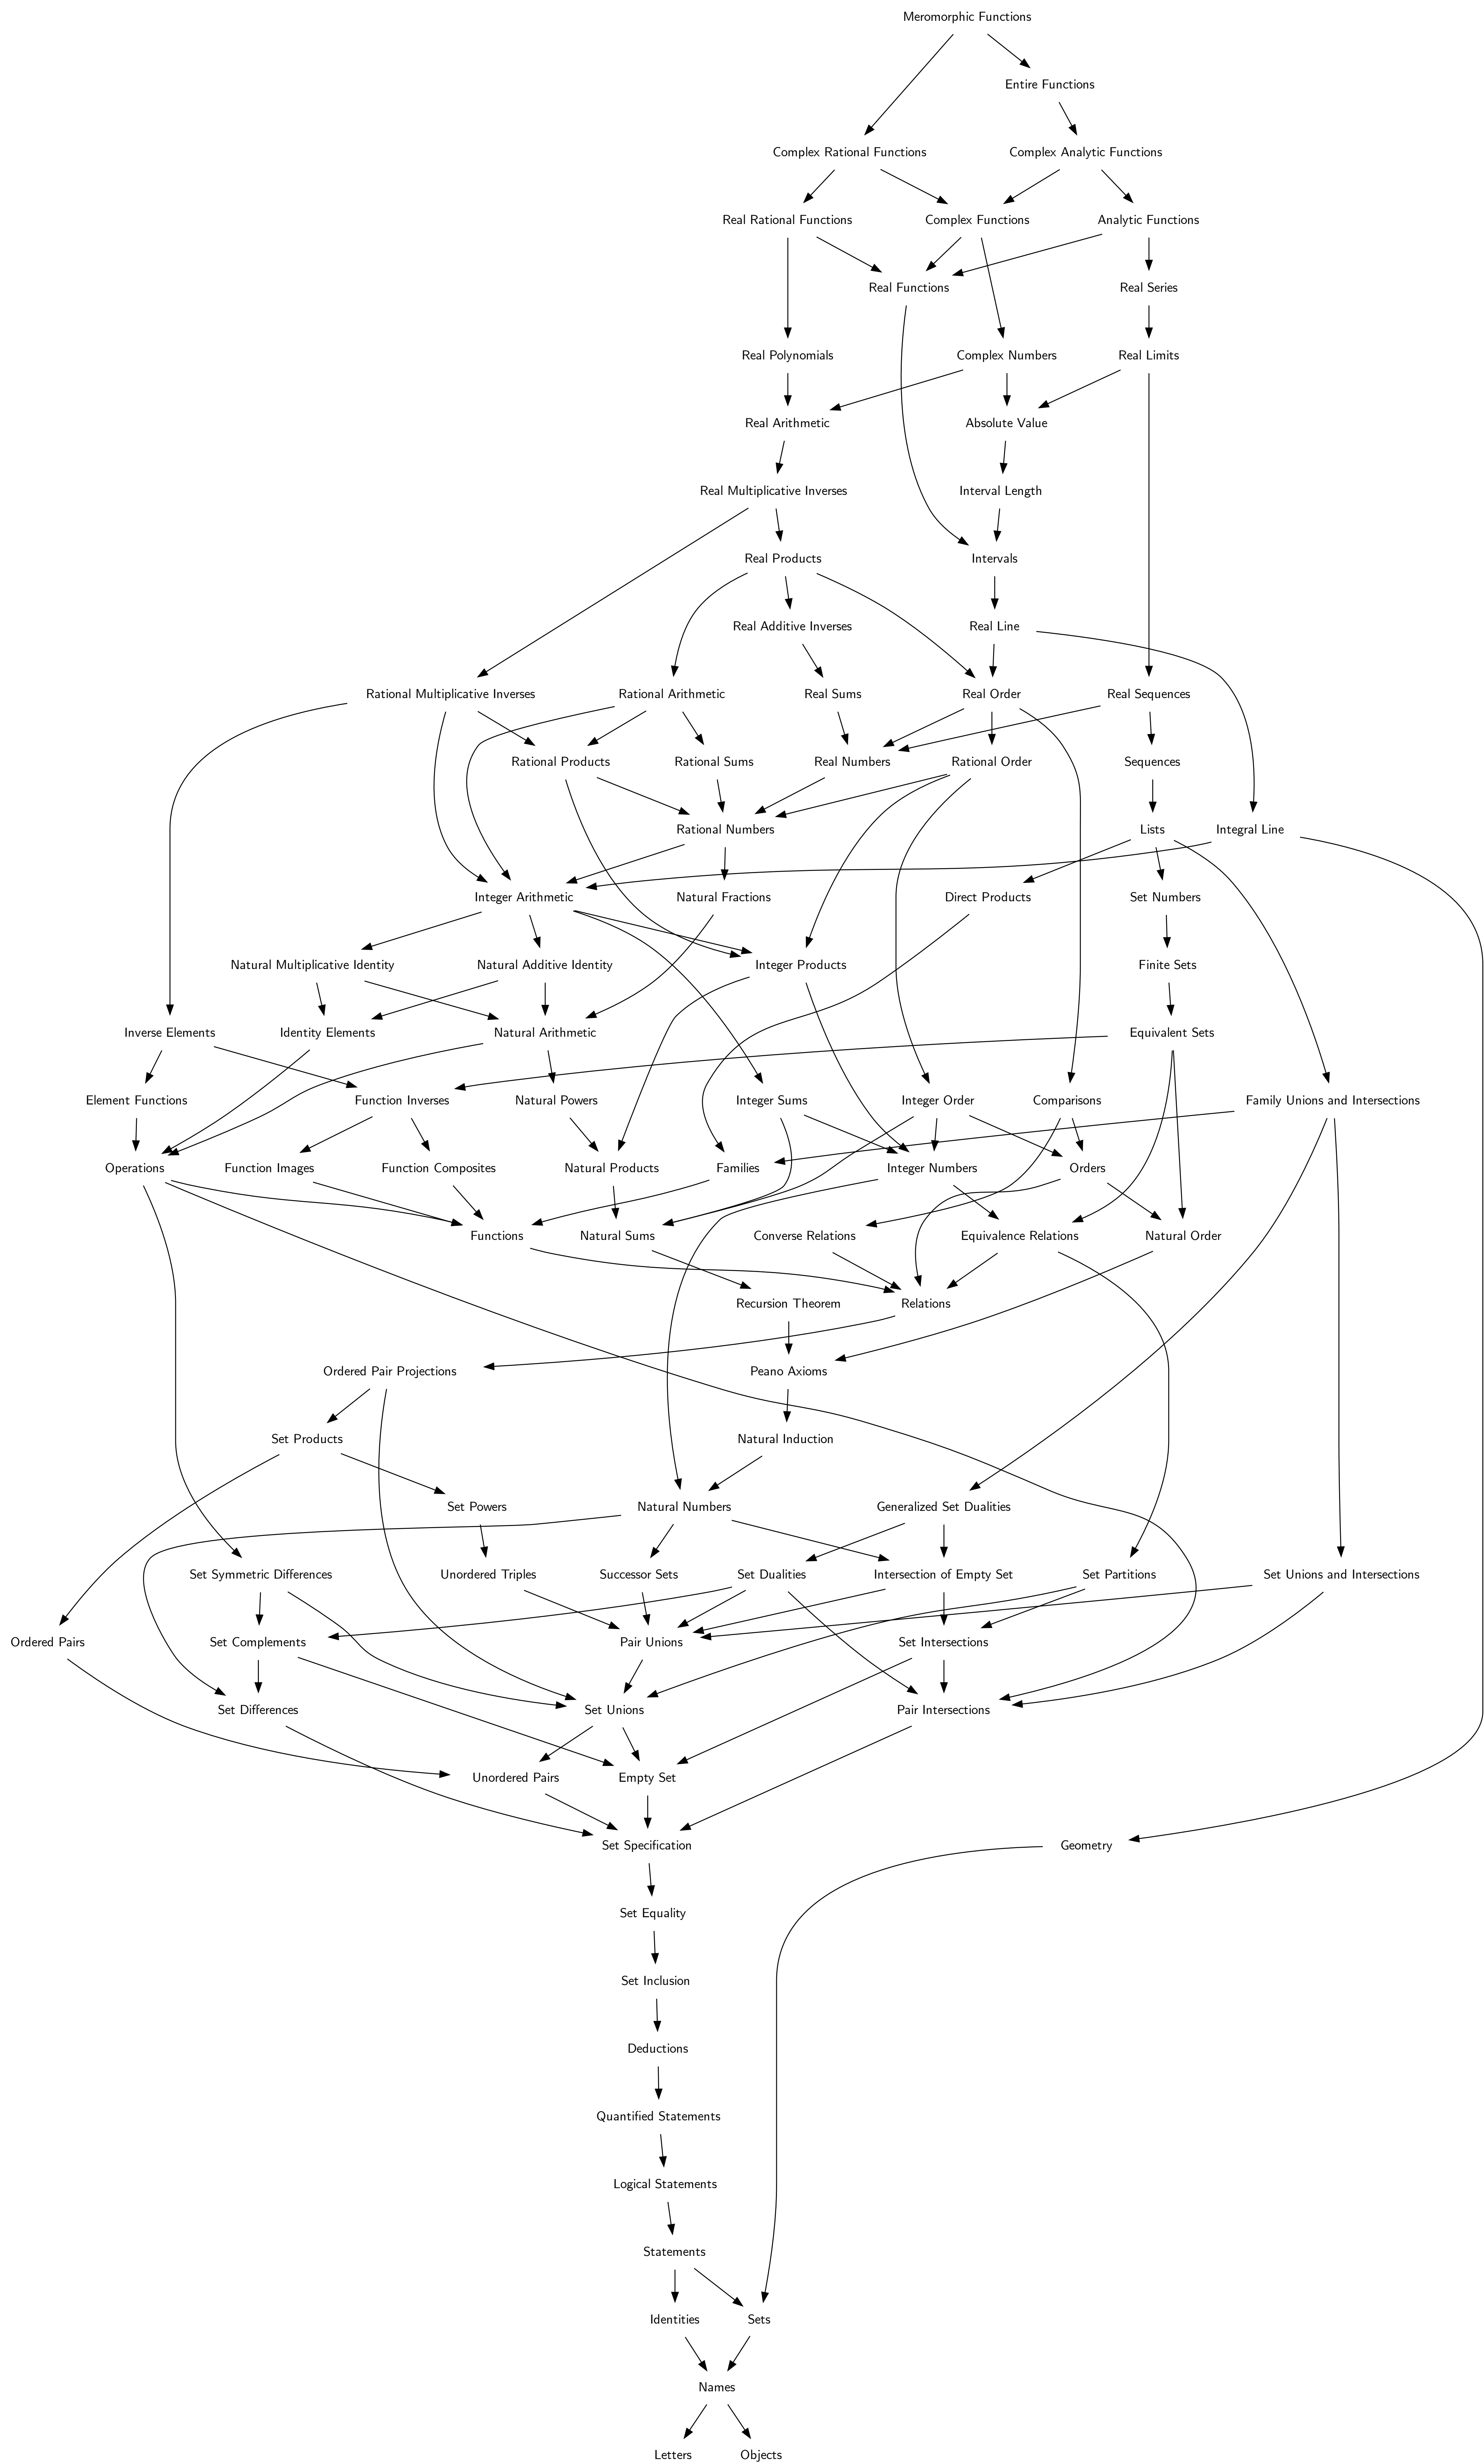 Meromorphic Functions
Entire Functions
Complex Rational Functions
Complex Analytic Functions
Real Rational Functions
Complex Functions
Analytic Functions
Real Functions
Real Series
Real Polynomials
Complex Numbers
Real Limits
Real Arithmetic
Absolute Value
Real Multiplicative Inverses
Interval Length
Real Products
Intervals
Real Additive Inverses
Real Line
Rational Multiplicative Inverses
Rational Arithmetic
Real Sums
Real Order
Real Sequences
Rational Products
Rational Sums
Real Numbers
Rational Order
Sequences
Rational Numbers
Lists
Integral Line
Integer Arithmetic
Natural Fractions
Direct Products
Set Numbers
Natural Multiplicative Identity
Natural Additive Identity
Integer Products
Finite Sets
Inverse Elements
Identity Elements
Natural Arithmetic
Equivalent Sets
Element Functions
Function Inverses
Natural Powers
Integer Sums
Integer Order
Comparisons
Family Unions and Intersections
Operations
Function Images
Function Composites
Natural Products
Families
Integer Numbers
Orders
Functions
Natural Sums
Converse Relations
Equivalence Relations
Natural Order
Recursion Theorem
Relations
Ordered Pair Projections
Peano Axioms
Set Products
Natural Induction
Set Powers
Natural Numbers
Generalized Set Dualities
Set Symmetric Differences
Unordered Triples
Successor Sets
Set Dualities
Intersection of Empty Set
Set Partitions
Set Unions and Intersections
Ordered Pairs
Set Complements
Pair Unions
Set Intersections
Set Differences
Set Unions
Pair Intersections
Unordered Pairs
Empty Set
Set Specification
Geometry
Set Equality
Set Inclusion
Deductions
Quantified Statements
Logical Statements
Statements
Identities
Sets
Names
Letters
Objects